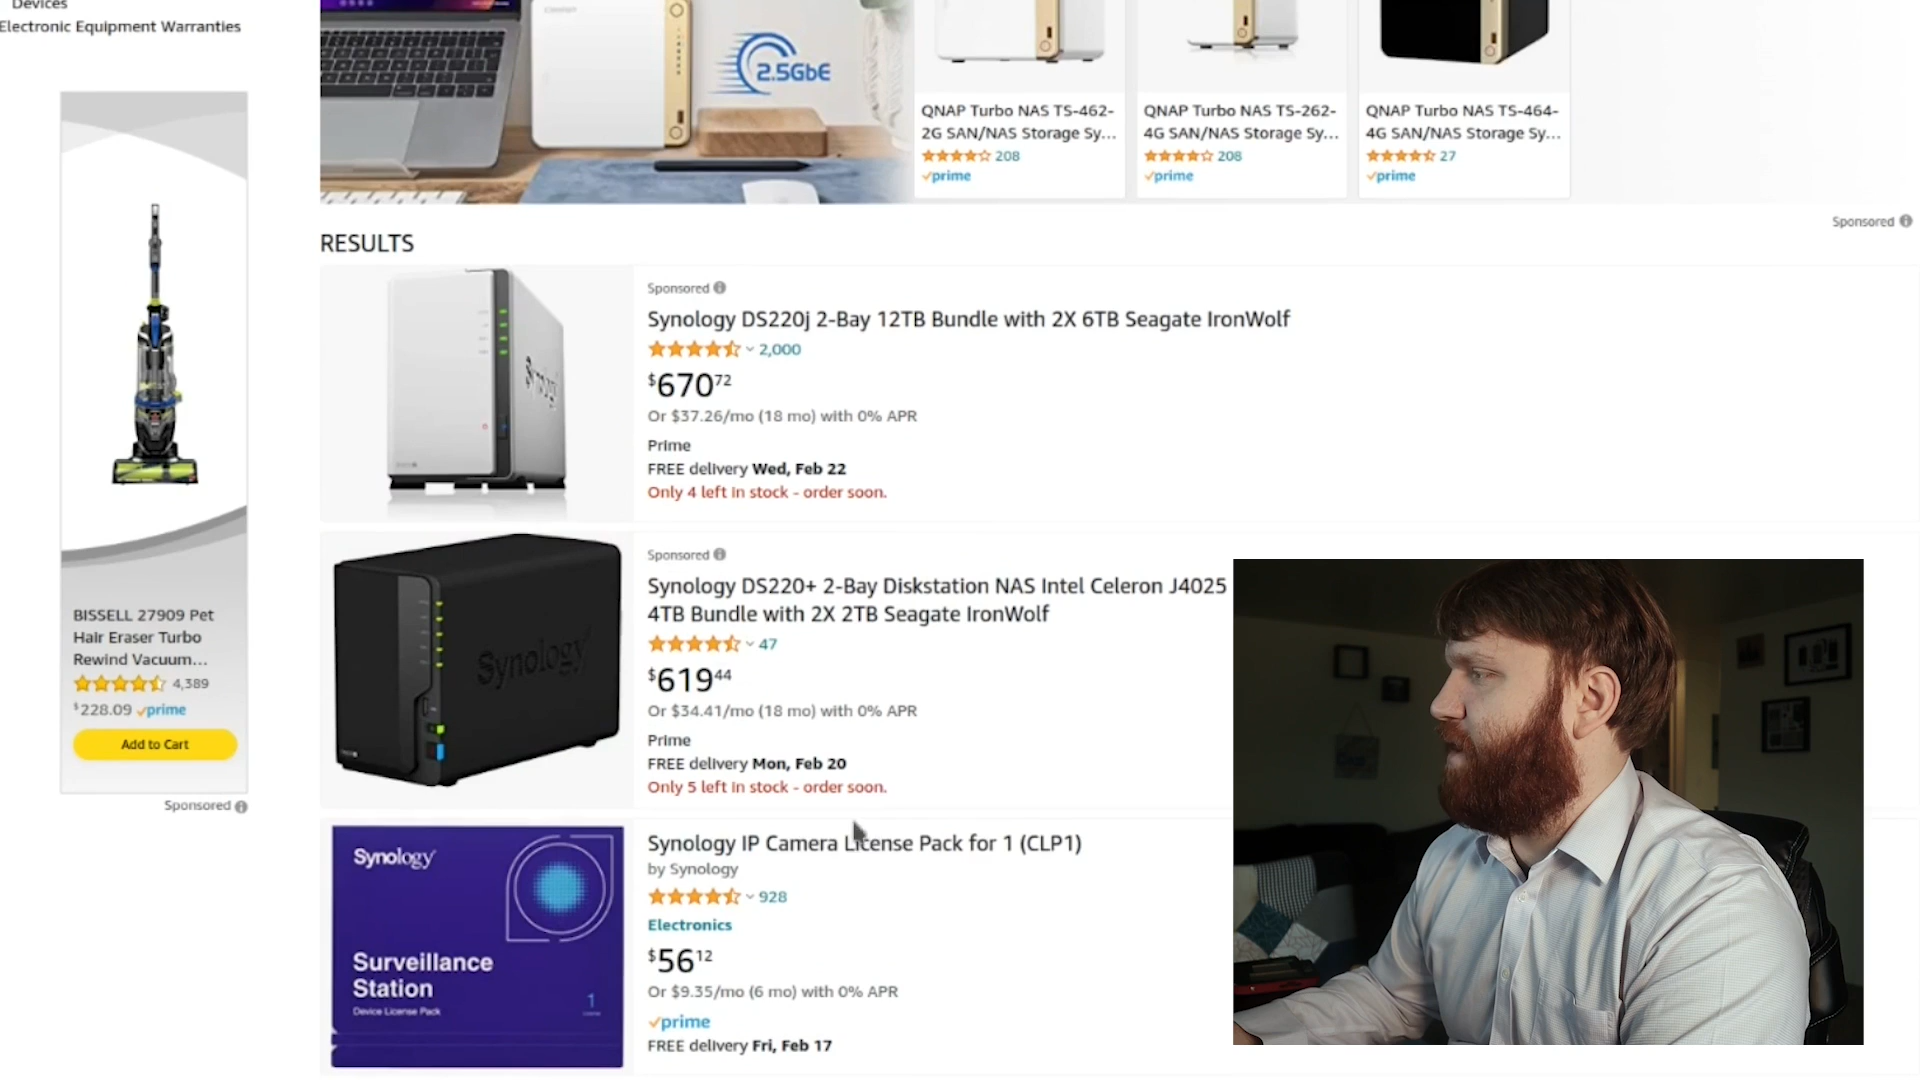 Devices
Electronic Equipment Warranties
2.5GbE
QNAP Turbo NAS TS-462-
2G SAN/NAS Storage Sy...
208
prime
QNAP Turbo NAS TS-262-
4G SAN/NAS Storage Sy...
208
prime
QNAP Turbo NAS TS-464-
4G SAN/NAS Storage Sy...
27
prime
Sponsored
RESULTS
Sponsored
Synology DS220j 2-Bay 12TB Bundle with 2X 6TB Seagate IronWolf
2,000
$670 72
Or $37.26/mo (18 mo) with 0% APR
Prime
FREE delivery Wed, Feb 22
Only 4 left in stock - order soon.
Synology
Sponsored
Synology DS220+ 2-Bay Diskstation NAS Intel Celeron J4025
4TB Bundle with 2X 2TB Seagate IronWolf
47
$619 44
Or $34.41/mo (18 mo) with 0% APR
Prime
FREE delivery Mon, Feb 20
Only 5 left in stock - order soon.
Synology
Synology IP Camera License Pack for 1 (CLP1)
by Synology
928
Electronics
$56 12
Or $9.35/mo (6 mo) with 0% APR
prime
FREE delivery Fri, Feb 17
Synology
Surveillance
Station
Device License Pack
1
BISSELL 27909 Pet
Hair Eraser Turbo
Rewind Vacuum...
4,389
$228.09 prime
Add to Cart
Sponsored